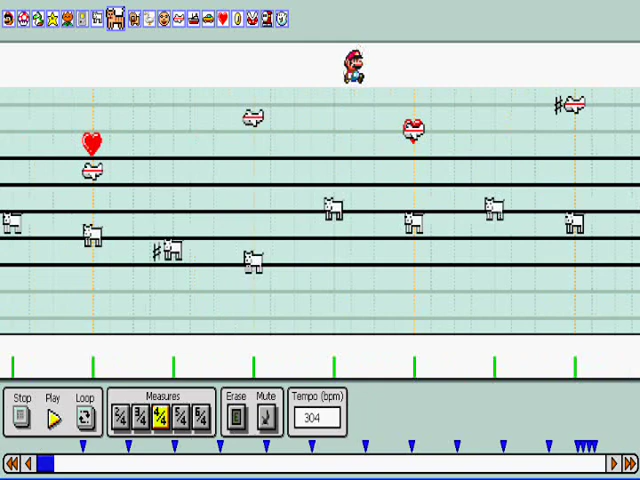 ♯
♯
Stop Play Loop Measures Erase Mute Tempo (bpm)
2/4 3/4 4/4 5/4 6/4 304